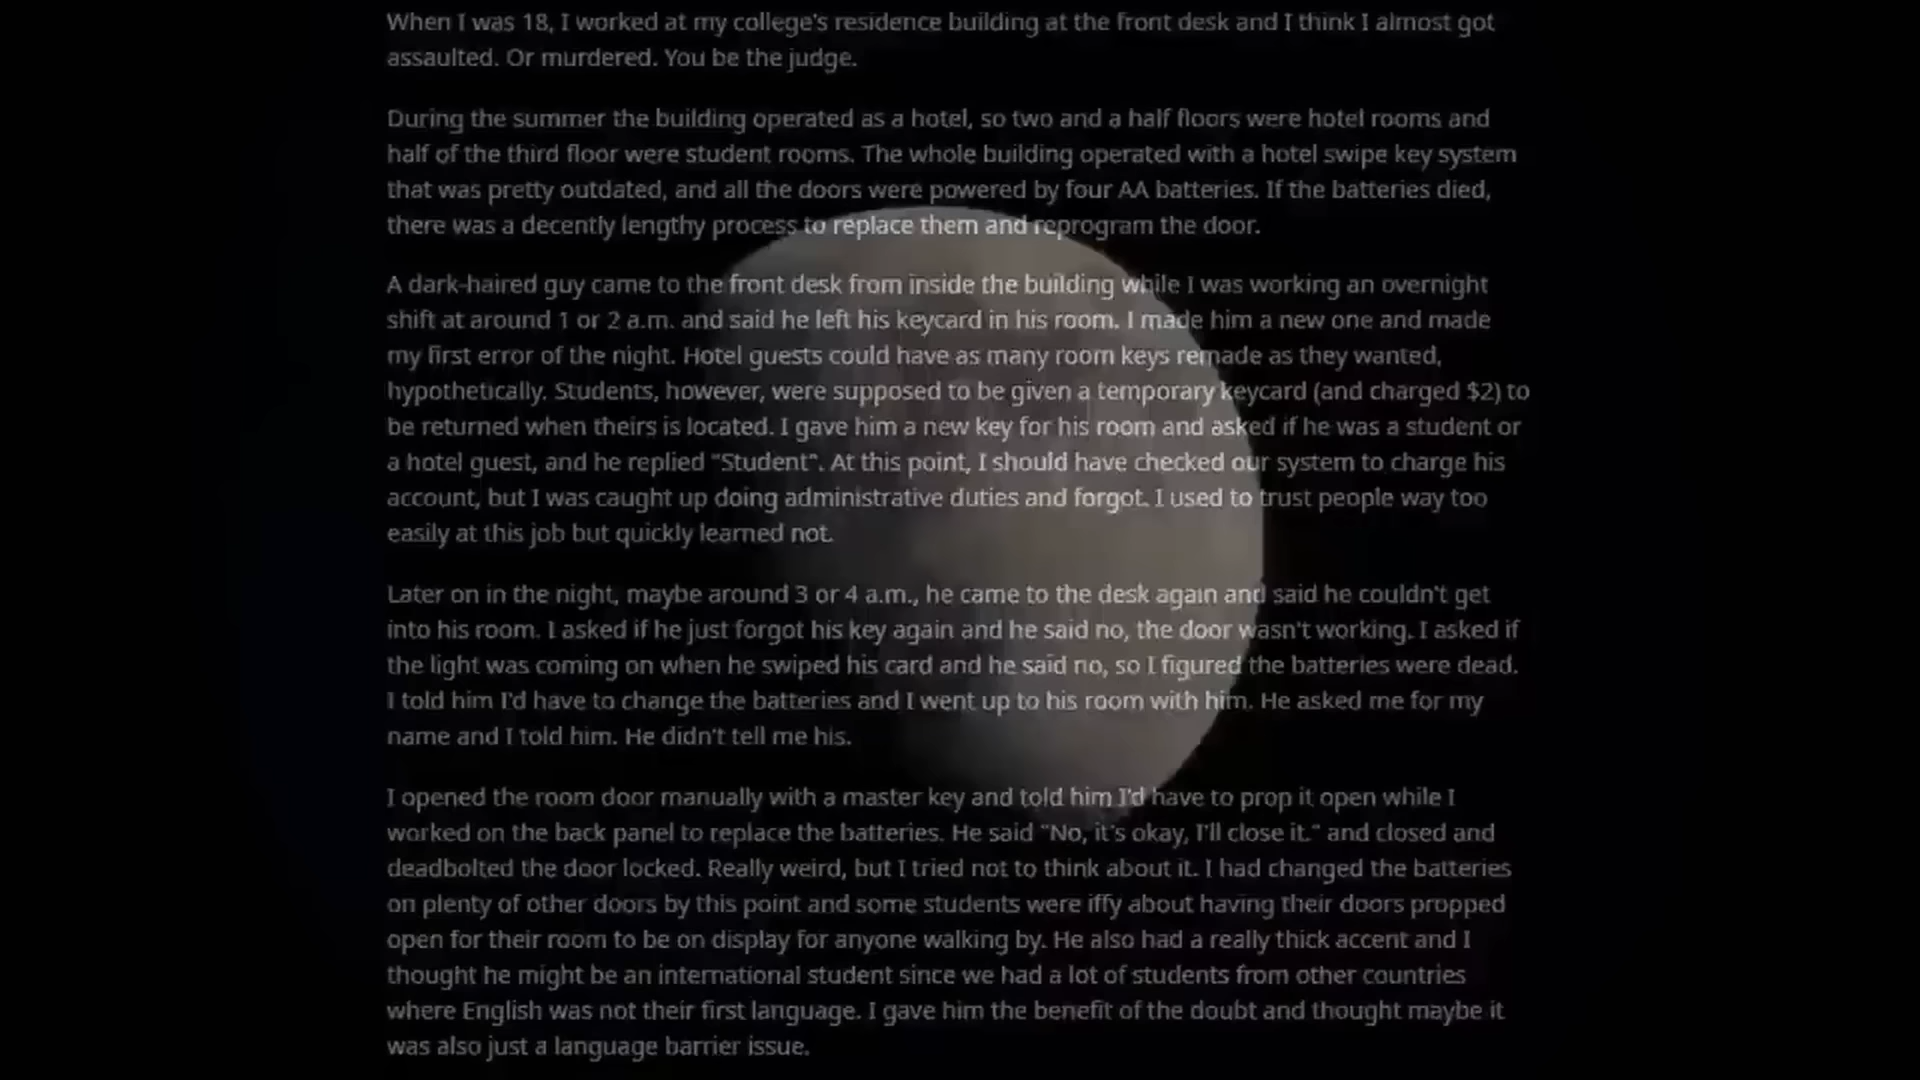 When I was 18, I worked at my college's residence building at the front desk and I think I almost got
assaulted. Or murdered. You be the judge.
During the summer the building operated as a hotel, so two and a half floors were hotel rooms and
half of the third floor were student rooms. The whole building operated with a hotel swipe key system
that was pretty outdated, and all the doors were powered by four AA batteries. If the batteries died,
there was a decently lengthy process to replace them and reprogram the door.
A dark-haired guy came to the front desk from inside the building while I was working an overnight
shift at around 1 or 2 a.m. and said he left his keycard in his room. I made him a new one and made
my first error of the night. Hotel guests could have as many room keys remade as they wanted,
hypothetically. Students, however, were supposed to be given a temporary keycard (and charged $2) to
be returned when theirs is located. I gave him a new key for his room and asked if he was a student or
a hotel guest, and he replied "Student". At this point, I should have checked our system to charge his
account, but I was caught up doing administrative duties and forgot. I used to trust people way too
easily at this job but quickly learned not.
Later on in the night, maybe around 3 or 4 a.m., he came to the desk again and said he couldn't get
into his room. I asked if he just forgot his key again and he said no, the door wasn't working. I asked if
the light was coming on when he swiped his card and he said no, so I figured the batteries were dead.
I told him I'd have to change the batteries and I went up to his room with him. He asked me for my
name and I told him. He didn't tell me his.
I opened the room door manually with a master key and told him I'd have to prop it open while I
worked on the back panel to replace the batteries. He said "No, it's okay, I'll close it." and closed and
deadbolted the door locked. Really weird, but I tried not to think about it. I had changed the batteries
on plenty of other doors by this point and some students were iffy about having their doors propped
open for their room to be on display for anyone walking by. He also had a really thick accent and I
thought he might be an international student since we had a lot of students from other countries
where English was not their first language. I gave him the benefit of the doubt and thought maybe it
was also just a language barrier issue.